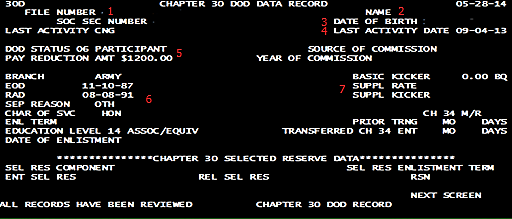 30D CHAPTER 30 DOD DATA RECORD 05-28-14
FILE NUMBER 1 NAME 2
SOC SEC NUMBER 3 DATE OF BIRTH :
LAST ACTIVITY CNG 4 LAST ACTIVITY DATE 09-04-13
DOD STATUS 06 PARTICIPANT SOURCE OF COMMISSION
PAY REDUCTION AMT $1200.00 5 YEAR OF COMMISSION
BRANCH ARMY BASIC KICKER 0.00 BQ
EOD 11-10-87 7 SUPPL RATE
RAD 08-08-91 6 SUPPL KICKER
SEP REASON OTH
CHAR OF SVC HON CH 34 M/R
ENL TERM PRIOR TRNG MO DAYS
EDUCATION LEVEL 14 ASSOC/EQUIV TRANSFERRED CH 34 ENT MO DAYS
DATE OF ENLISTMENT
***************CHAPTER 30 SELECTED RESERVE DATA***************
SEL RES COMPONENT SEL RES ENLISTMENT TERM
ENT SEL RES REL SEL RES RSN
NEXT SCREEN
ALL RECORDS HAVE BEEN REVIEWED CHAPTER 30 DOD RECORD